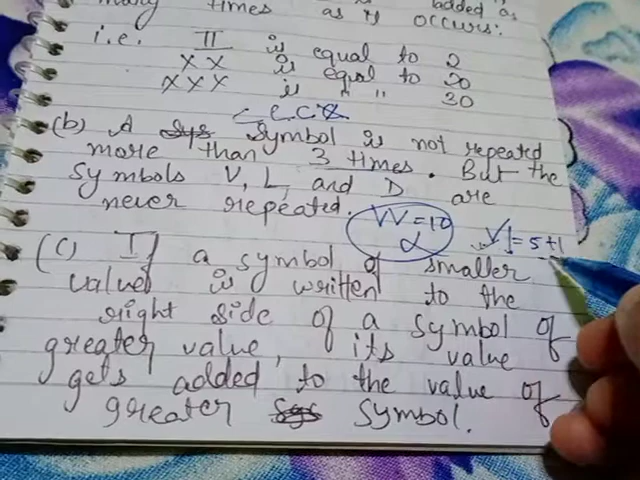 many times as it occurs.
added as
i.e. II is equal to 2
XX is equal to 20
XXX is " " 30
(b) A symbol is not repeated
more than 3 times. But the
symbols V, L, and D are
never repeated.
VV = 10
VI = 5+1
(c) If a symbol of smaller
value is written to the
right side of a symbol of
greater value, its value
gets added to the value of
greater symbol.